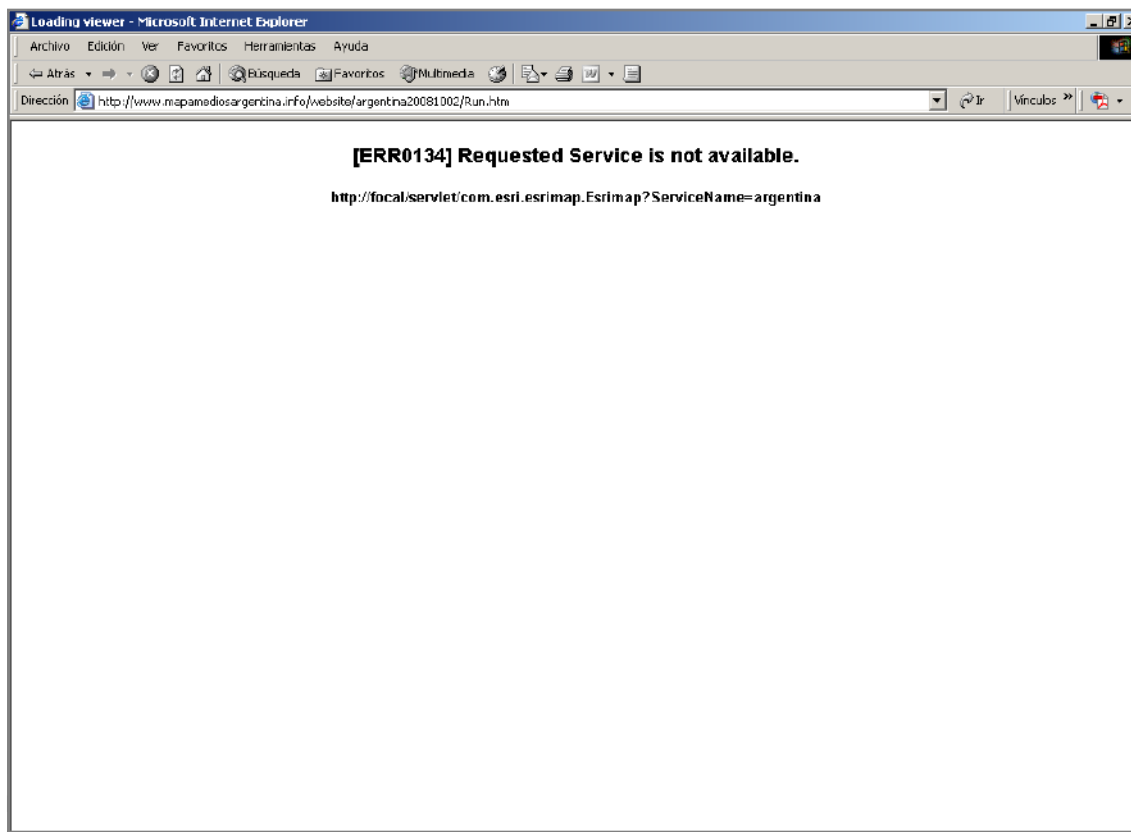 Loading viewer - Microsoft Internet Explorer
Archivo Edición Ver Favoritos Herramientas Ayuda
Atrás Búsqueda Favoritos Multimedia
Dirección http://www.mapamediosargentina.info/website/argentina20081002/Run.htm Ir Vínculos »
[ERR0134] Requested Service is not available.
http://focal/servlet/com.esri.esrimap.Esrimap?ServiceName=argentina